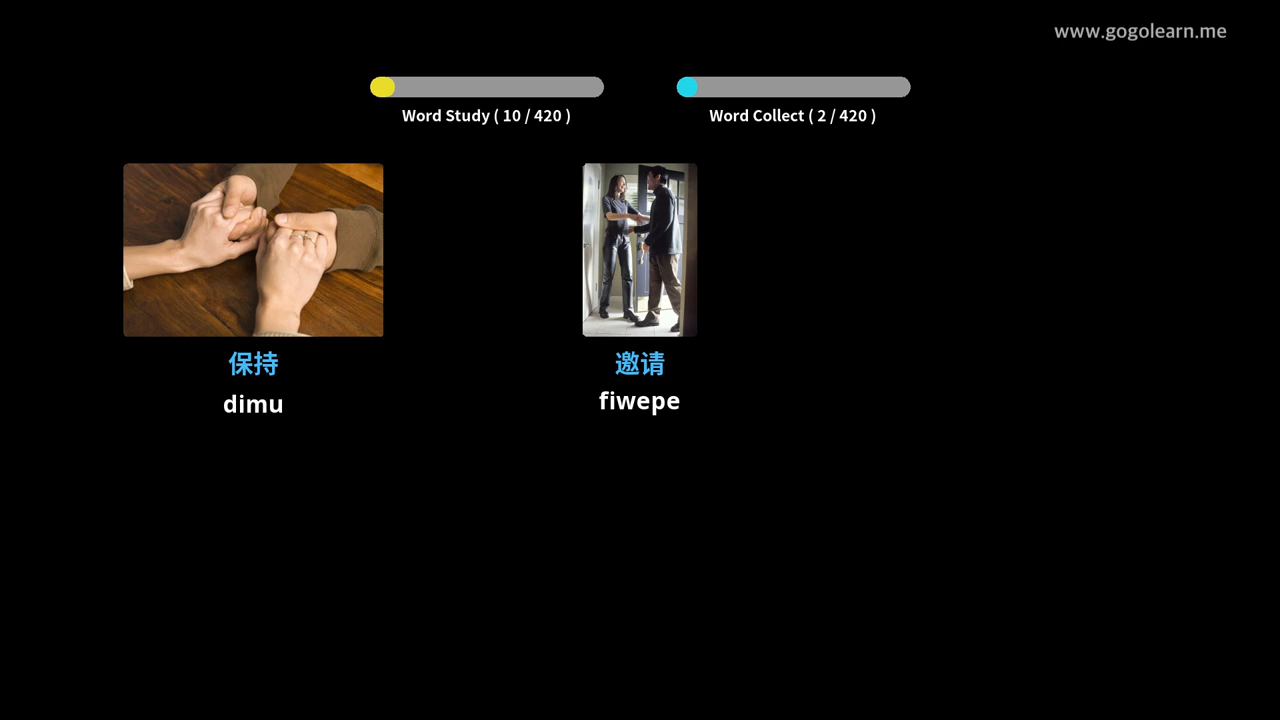 www.gogolearn.me
Word Study ( 10 / 420 )
Word Collect ( 2 / 420 )
保持
dimu
邀请
fiwepe